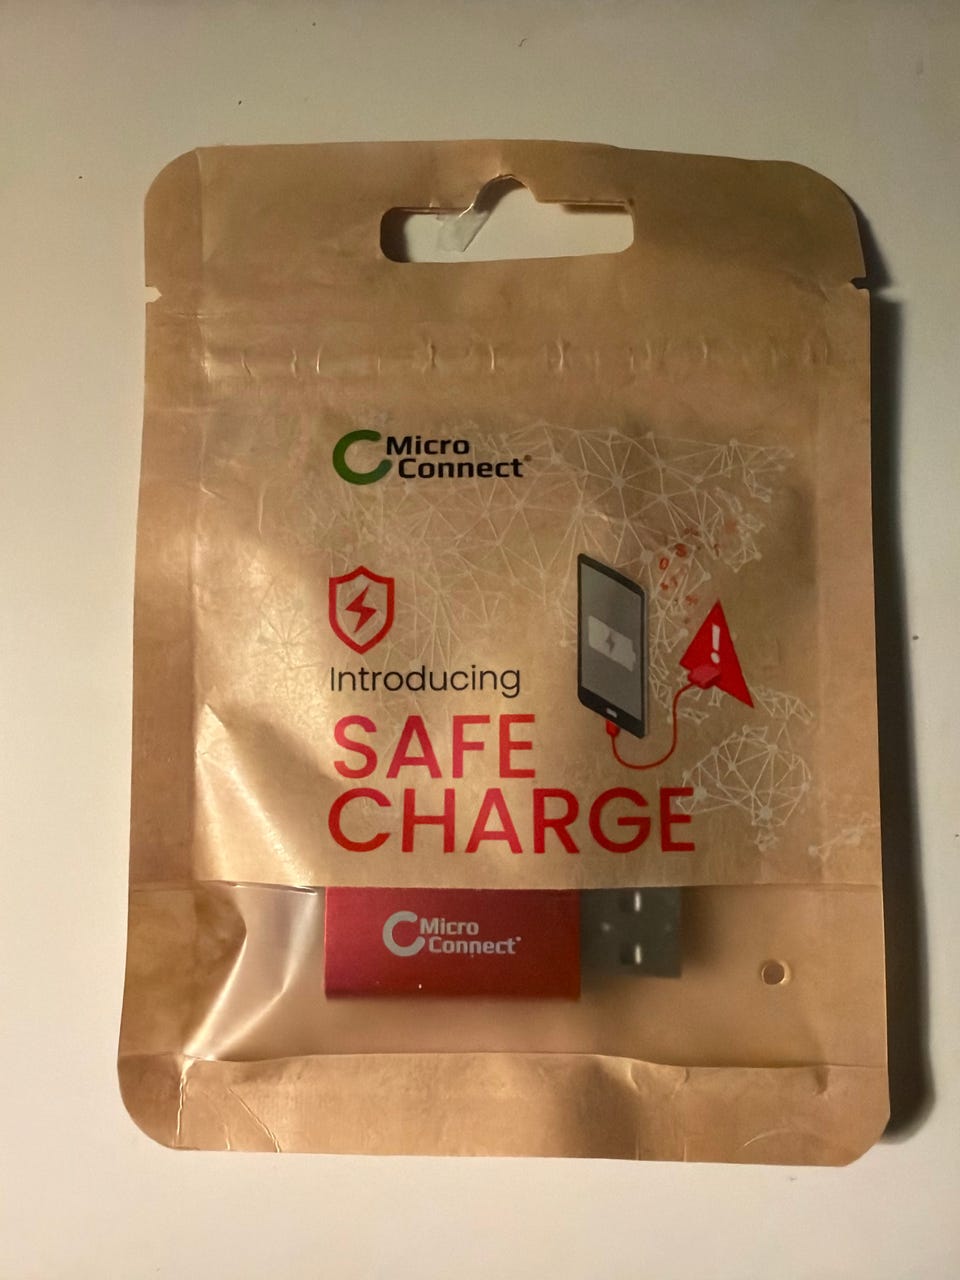 Micro
Connect®
Introducing
SAFE
CHARGE
Micro
Connect®